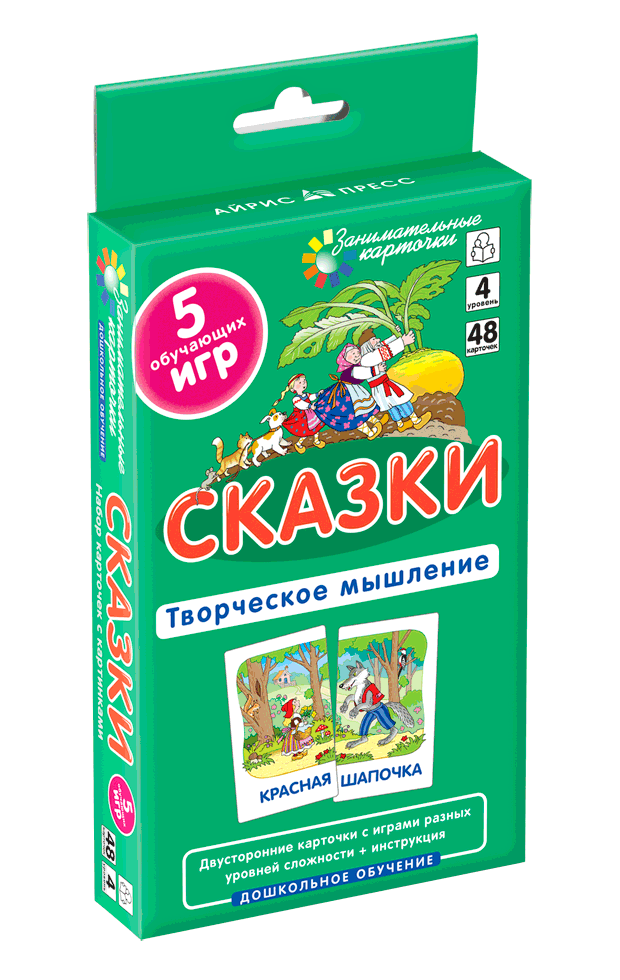 АЙРИС ПРЕСС
Занимательные
карточки
5
обучающих
игр
4
уровень
48
карточек
СКАЗКИ
Творческое мышление
КРАСНАЯ ШАПОЧКА
Двусторонние карточки с играми разных
уровней сложности + инструкция
ДОШКОЛЬНОЕ ОБУЧЕНИЕ
Занимательные
карточки
ДОШКОЛЬНОЕ ОБУЧЕНИЕ
СКАЗКИ
Набор карточек с картинками
5
игр
48
4